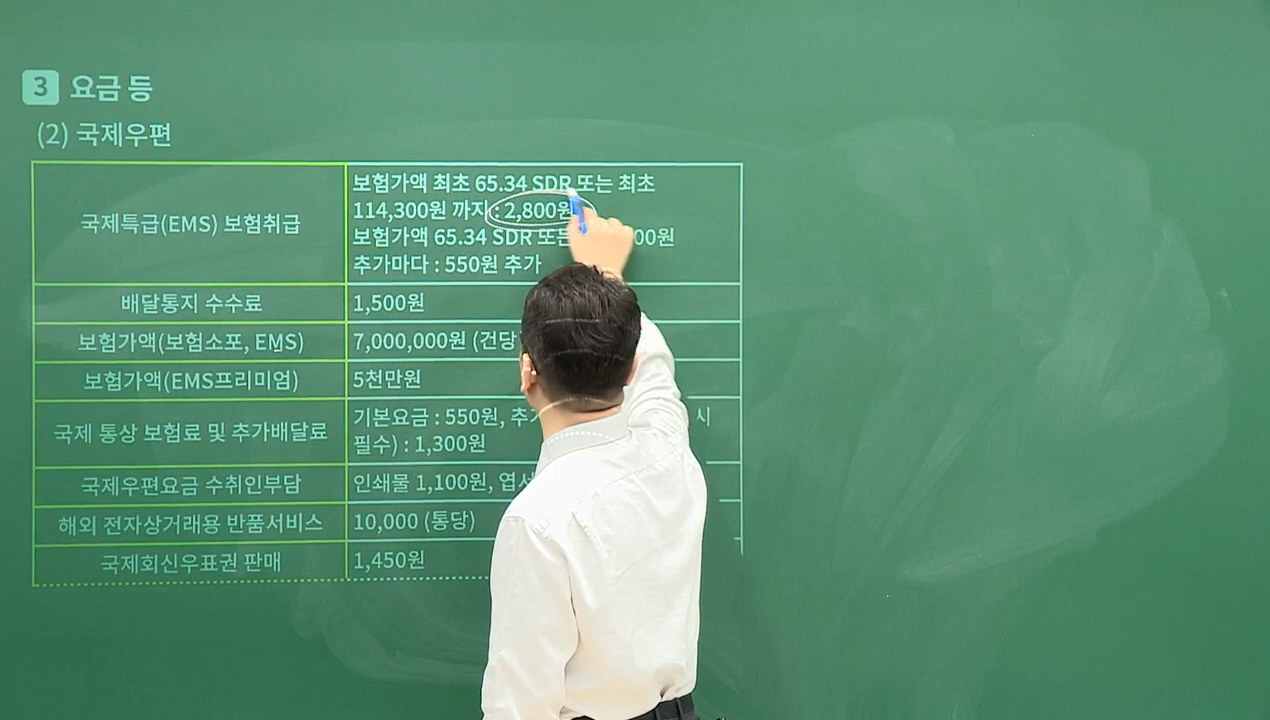 3 요금 등
(2) 국제우편
국제특급(EMS) 보험취급
보험가액 최초 65.34 SDR 또는 최초
114,300원 까지 : 2,800원
보험가액 65.34 SDR 또는
추가마다 : 550원 추가
배달통지 수수료
1,500원
보험가액(보험소포, EMS)
7,000,000원 (건당
보험가액(EMS프리미엄)
5천만원
국제 통상 보험료 및 추가배달료
기본요금 : 550원, 시
필수) : 1,300원
국제우편요금 수취인부담
인쇄물 1,100원,
해외 전자상거래용 반품서비스
10,000 (통당)
국제회신우표권 판매
1,450원